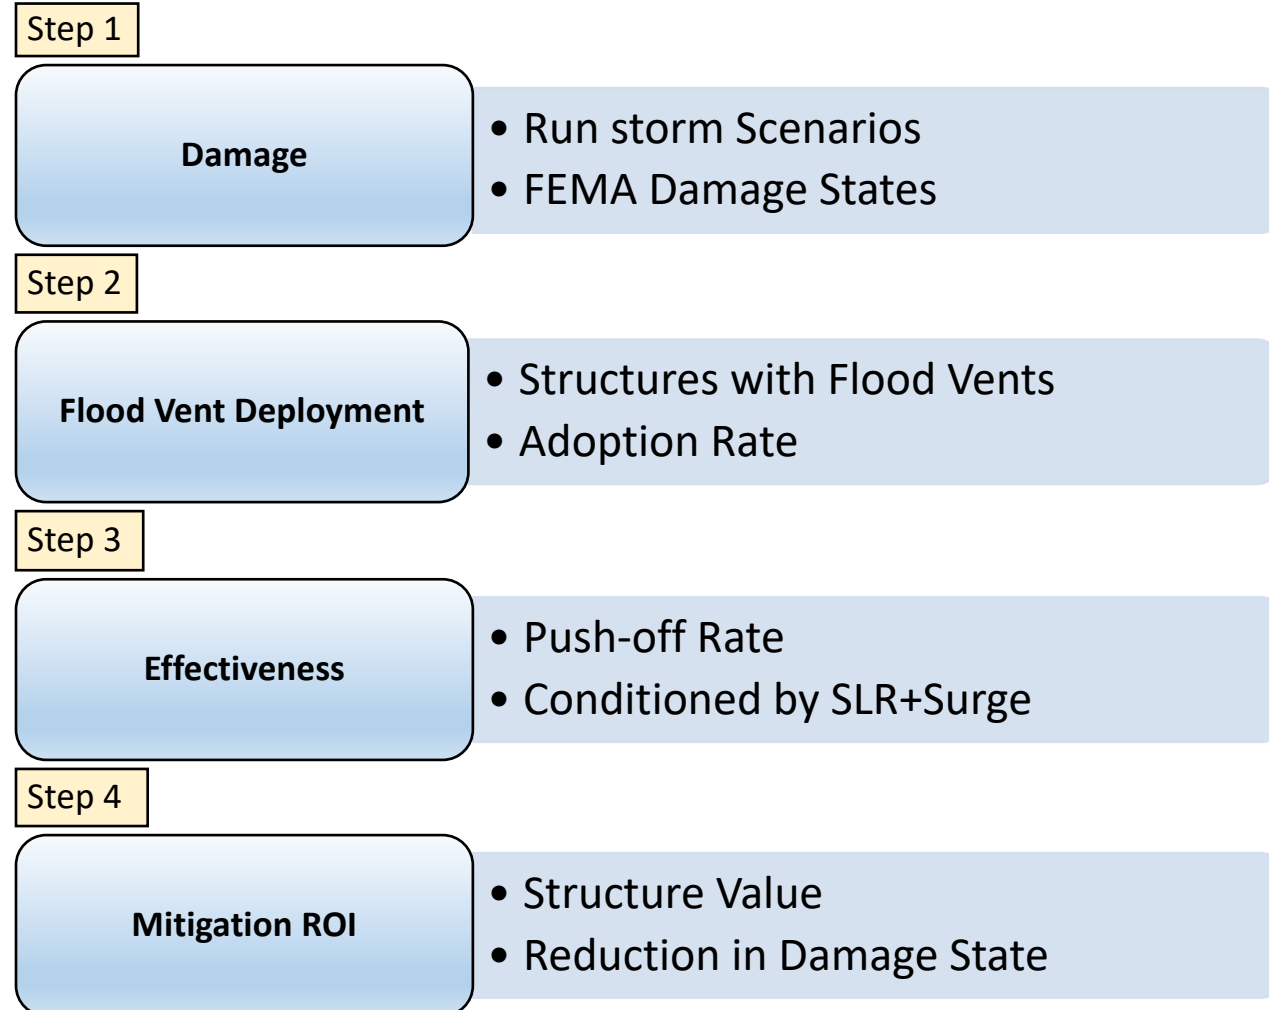 Step 1
Damage
• Run storm Scenarios
• FEMA Damage States
Step 2
Flood Vent Deployment
• Structures with Flood Vents
• Adoption Rate
Step 3
Effectiveness
• Push-off Rate
• Conditioned by SLR+Surge
Step 4
Mitigation ROI
• Structure Value
• Reduction in Damage State